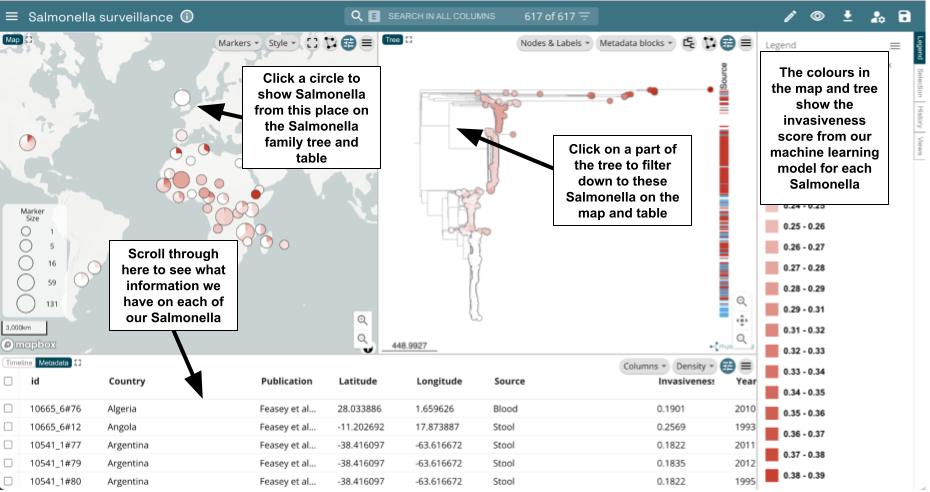 Salmonella surveillance
E SEARCH IN ALL COLUMNS 617 of 617
Map
Markers
Style
Click a circle to
show Salmonella
from this place on
the Salmonella
family tree and
table
Marker
Size
1
5
16
59
131
3,000km
mapbox
Scroll through
here to see what
information we
have on each of
our Salmonella
Tree
Nodes & Labels
Metadata blocks
Source
Click on a part of
the tree to filter
down to these
Salmonella on the
map and table
448.9927
Legend
The colours in
the map and tree
show the
invasiveness
score from our
machine learning
model for each
Salmonella
0.24 - 0.25
0.25 - 0.26
0.26 - 0.27
0.27 - 0.28
0.28 - 0.29
0.29 - 0.31
0.31 - 0.32
0.32 - 0.33
0.33 - 0.34
0.34 - 0.35
0.35 - 0.36
0.36 - 0.37
0.37 - 0.38
0.38 - 0.39
Legend
Selection
History
Views
Timeline Metadata
Columns
Density
id Country Publication Latitude Longitude Source Invasiveness Year
10665_6#76 Algeria Feasey et al... 28.033886 1.659626 Blood 0.1901 2010
10665_6#12 Angola Feasey et al... -11.202692 17.873887 Stool 0.2569 1993
10541_1#77 Argentina Feasey et al... -38.416097 -63.616672 Stool 0.1822 2011
10541_1#79 Argentina Feasey et al... -38.416097 -63.616672 Stool 0.1835 2012
10541_1#80 Argentina Feasey et al... -38.416097 -63.616672 Stool 0.1822 1995